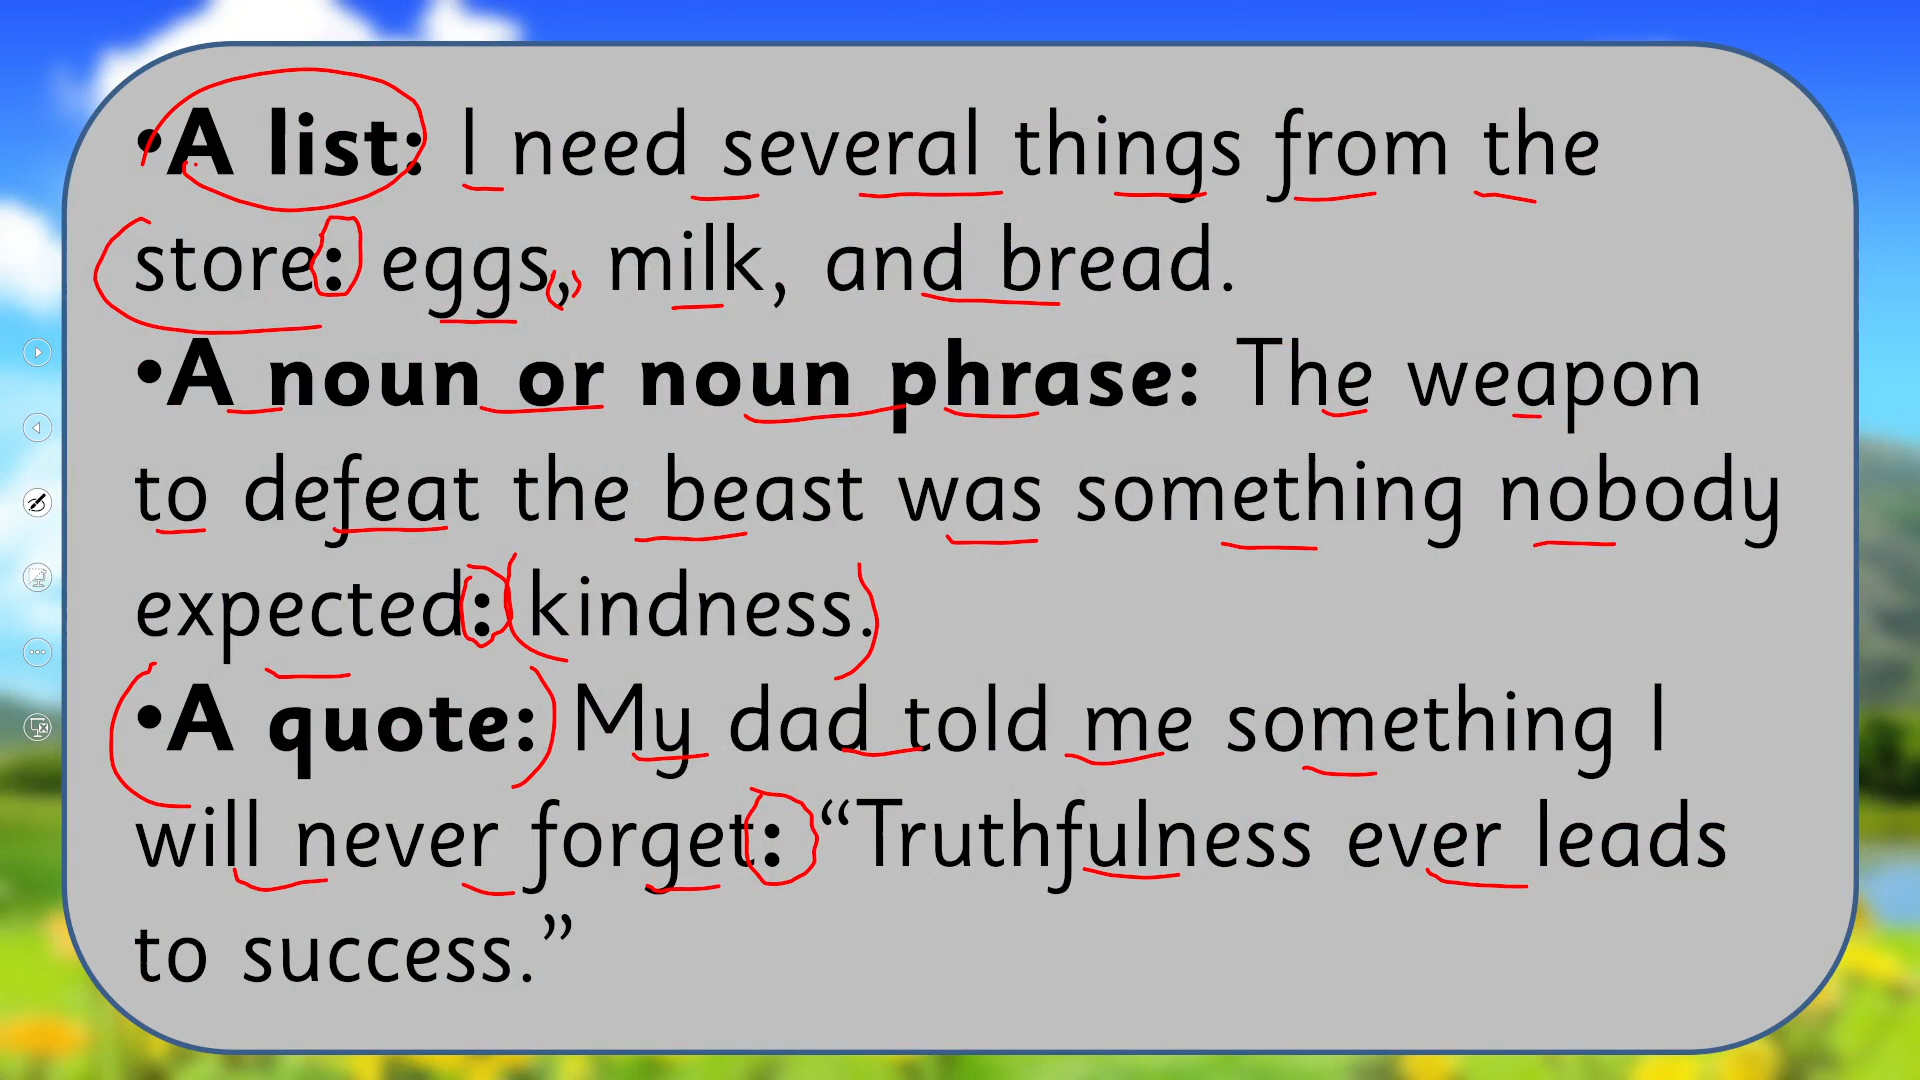 •A list: I need several things from the
store: eggs, milk, and bread.
•A noun or noun phrase: The weapon
to defeat the beast was something nobody
expected: kindness.
•A quote: My dad told me something I
will never forget: “Truthfulness ever leads
to success.”